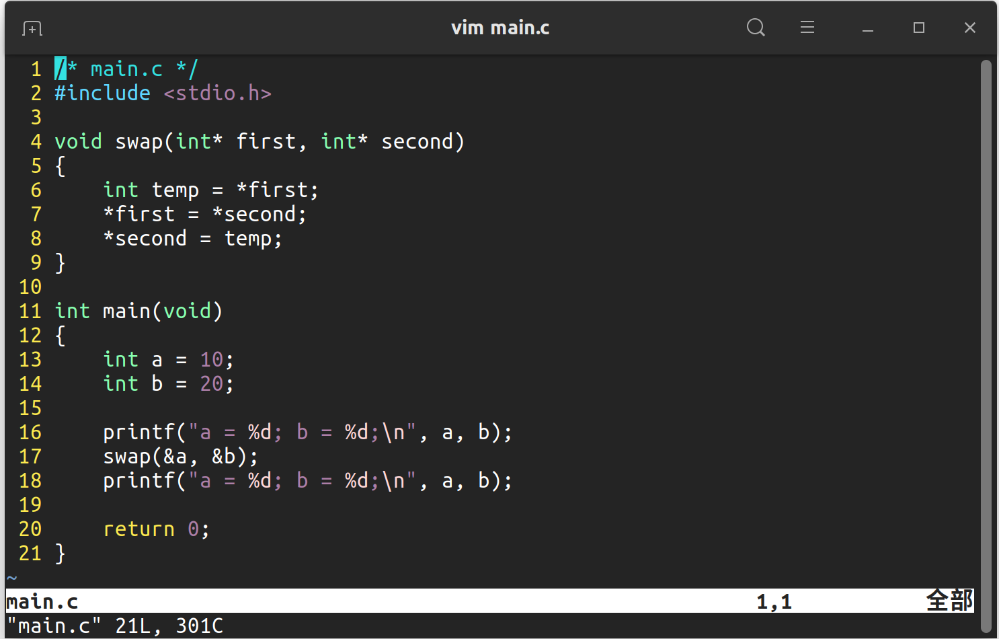 vim main.c
1 /* main.c */
2 #include <stdio.h>
3
4 void swap(int* first, int* second)
5 {
6     int temp = *first;
7     *first = *second;
8     *second = temp;
9 }
10
11 int main(void)
12 {
13     int a = 10;
14     int b = 20;
15
16     printf("a = %d; b = %d;\n", a, b);
17     swap(&a, &b);
18     printf("a = %d; b = %d;\n", a, b);
19
20     return 0;
21 }
~
main.c 1,1 全部
"main.c" 21L, 301C